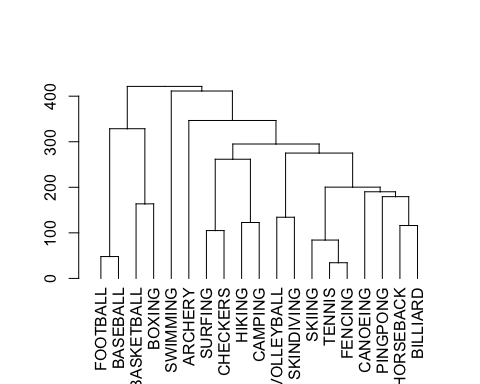 400
300
200
100
0
FOOTBALL
BASEBALL
BASKETBALL
BOXING
SWIMMING
ARCHERY
SURFING
CHECKERS
HIKING
CAMPING
VOLLEYBALL
SKINDIVING
SKIING
TENNIS
FENCING
CANOEING
PINGPONG
HORSEBACK
BILLIARD